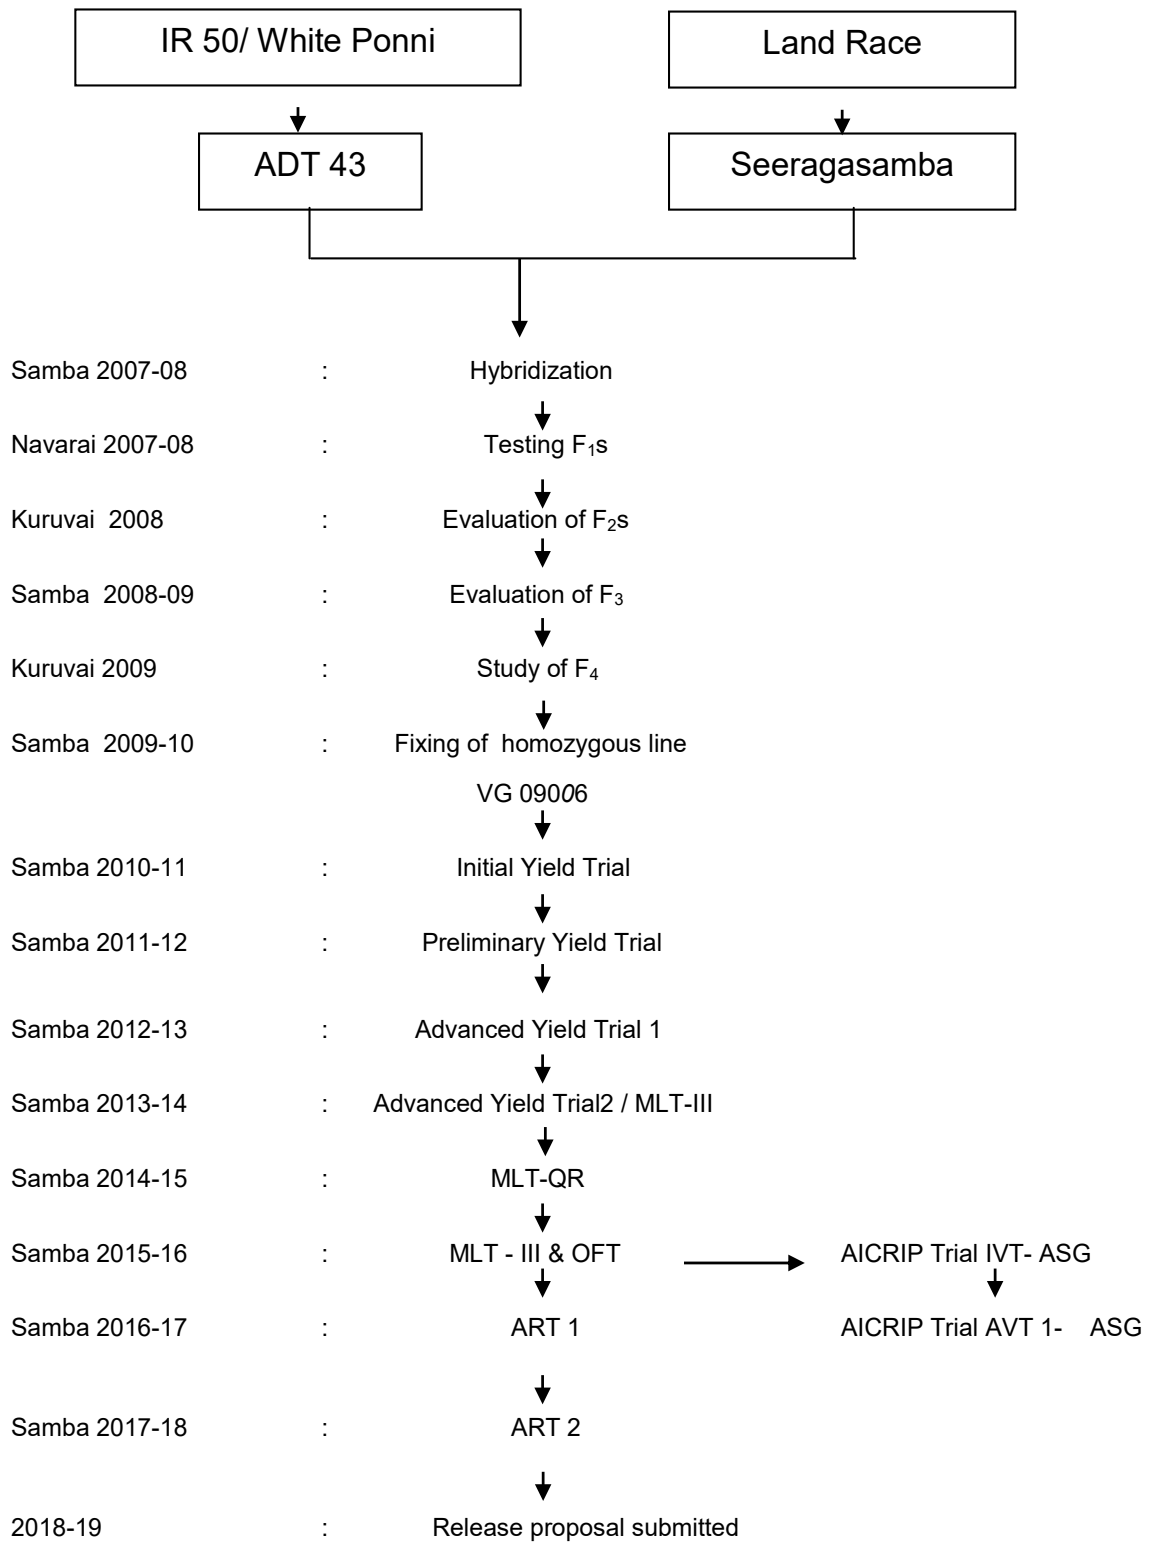 IR 50/ White Ponni
Land Race
ADT 43
Seeragasamba
Samba 2007-08 : Hybridization
Navarai 2007-08 : Testing F₁s
Kuruvai 2008 : Evaluation of F₂s
Samba 2008-09 : Evaluation of F₃
Kuruvai 2009 : Study of F₄
Samba 2009-10 : Fixing of homozygous line
VG 09006
Samba 2010-11 : Initial Yield Trial
Samba 2011-12 : Preliminary Yield Trial
Samba 2012-13 : Advanced Yield Trial 1
Samba 2013-14 : Advanced Yield Trial2 / MLT-III
Samba 2014-15 : MLT-QR
Samba 2015-16 : MLT - III & OFT AICRIP Trial IVT- ASG
Samba 2016-17 : ART 1 AICRIP Trial AVT 1- ASG
Samba 2017-18 : ART 2
2018-19 : Release proposal submitted